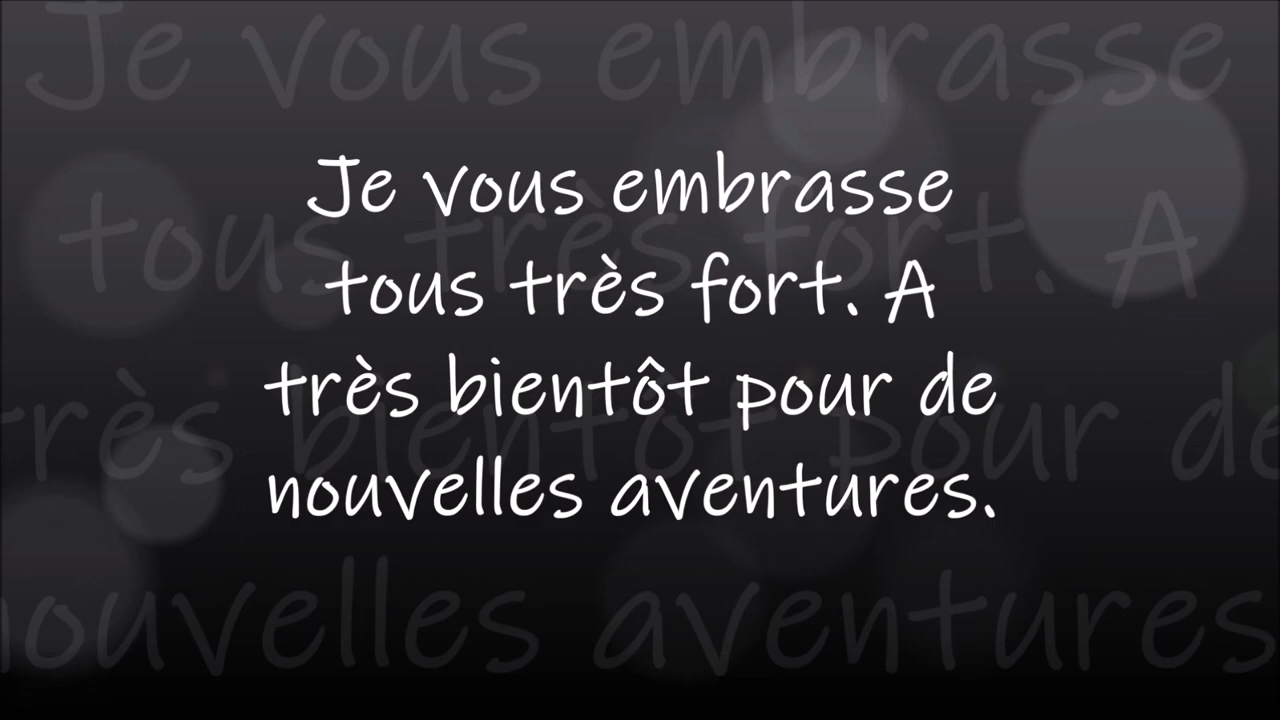 Je vous embrasse
tous très fort. A
très bientôt pour de
nouvelles aventures.